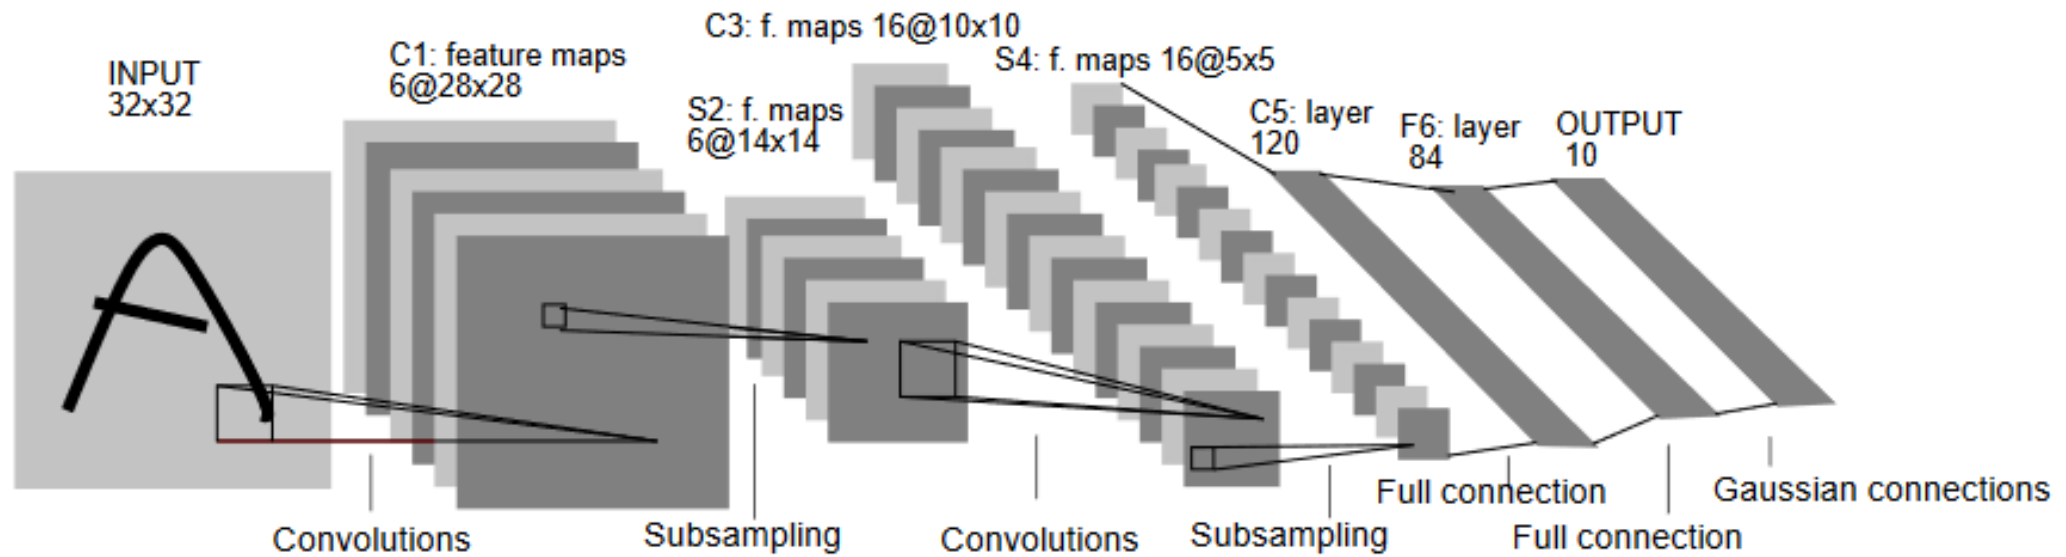 INPUT
32x32
C1: feature maps
6@28x28
S2: f. maps
6@14x14
C3: f. maps 16@10x10
S4: f. maps 16@5x5
C5: layer
120
F6: layer
84
OUTPUT
10
Convolutions
Subsampling
Convolutions
Subsampling
Full connection
Full connection
Gaussian connections